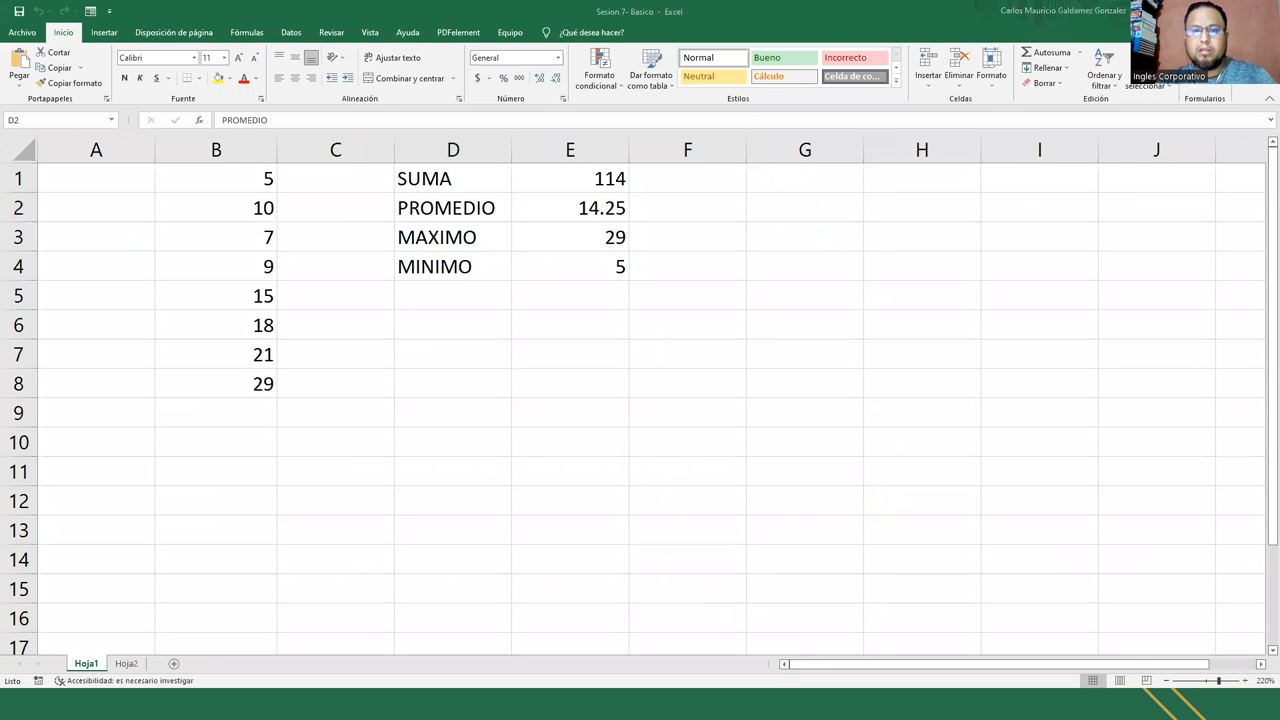 Sesion 7- Basico - Excel
Carlos Mauricio Galdamez Gonzalez
Archivo Inicio Insertar Disposición de página Fórmulas Datos Revisar Vista Ayuda PDFelement Equipo ¿Qué desea hacer?
Pegar
Cortar
Copiar
Copiar formato
Portapapeles
Calibri 11
N K S
Fuente
Ajustar texto
Combinar y centrar
Alineación
General
$ % 000
Número
Formato condicional
Dar formato como tabla
Normal Bueno Incorrecto
Neutral Cálculo Celda de co...
Estilos
Insertar Eliminar Formato
Celdas
Autosuma
Rellenar
Borrar
Ordenar y filtrar
seleccionar
Edición
Formularios
Ingles Corporativo
D2 fx PROMEDIO
A B C D E F G H I J
1 5 SUMA 114
2 10 PROMEDIO 14.25
3 7 MAXIMO 29
4 9 MINIMO 5
5 15
6 18
7 21
8 29
9
10
11
12
13
14
15
16
17
Hoja1 Hoja2
Listo Accesibilidad: es necesario investigar 220%